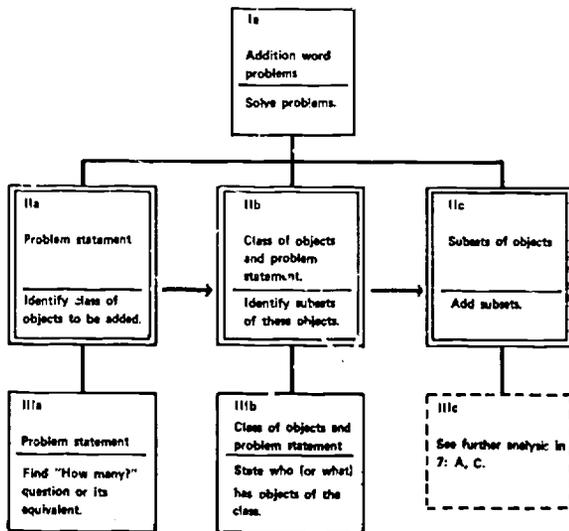 Ia
Addition word
problems
Solve problems.
IIa
Problem statement
Identify class of
objects to be added.
IIb
Class of objects
and problem
statement.
Identify subsets
of these objects.
IIc
Subsets of objects
Add subsets.
IIIa
Problem statement
Find "How many?"
question or its
equivalent.
IIIb
Class of objects and
problem statement
State who (or what)
has objects of the
class.
IIIc
See further analysis in
7: A, C.